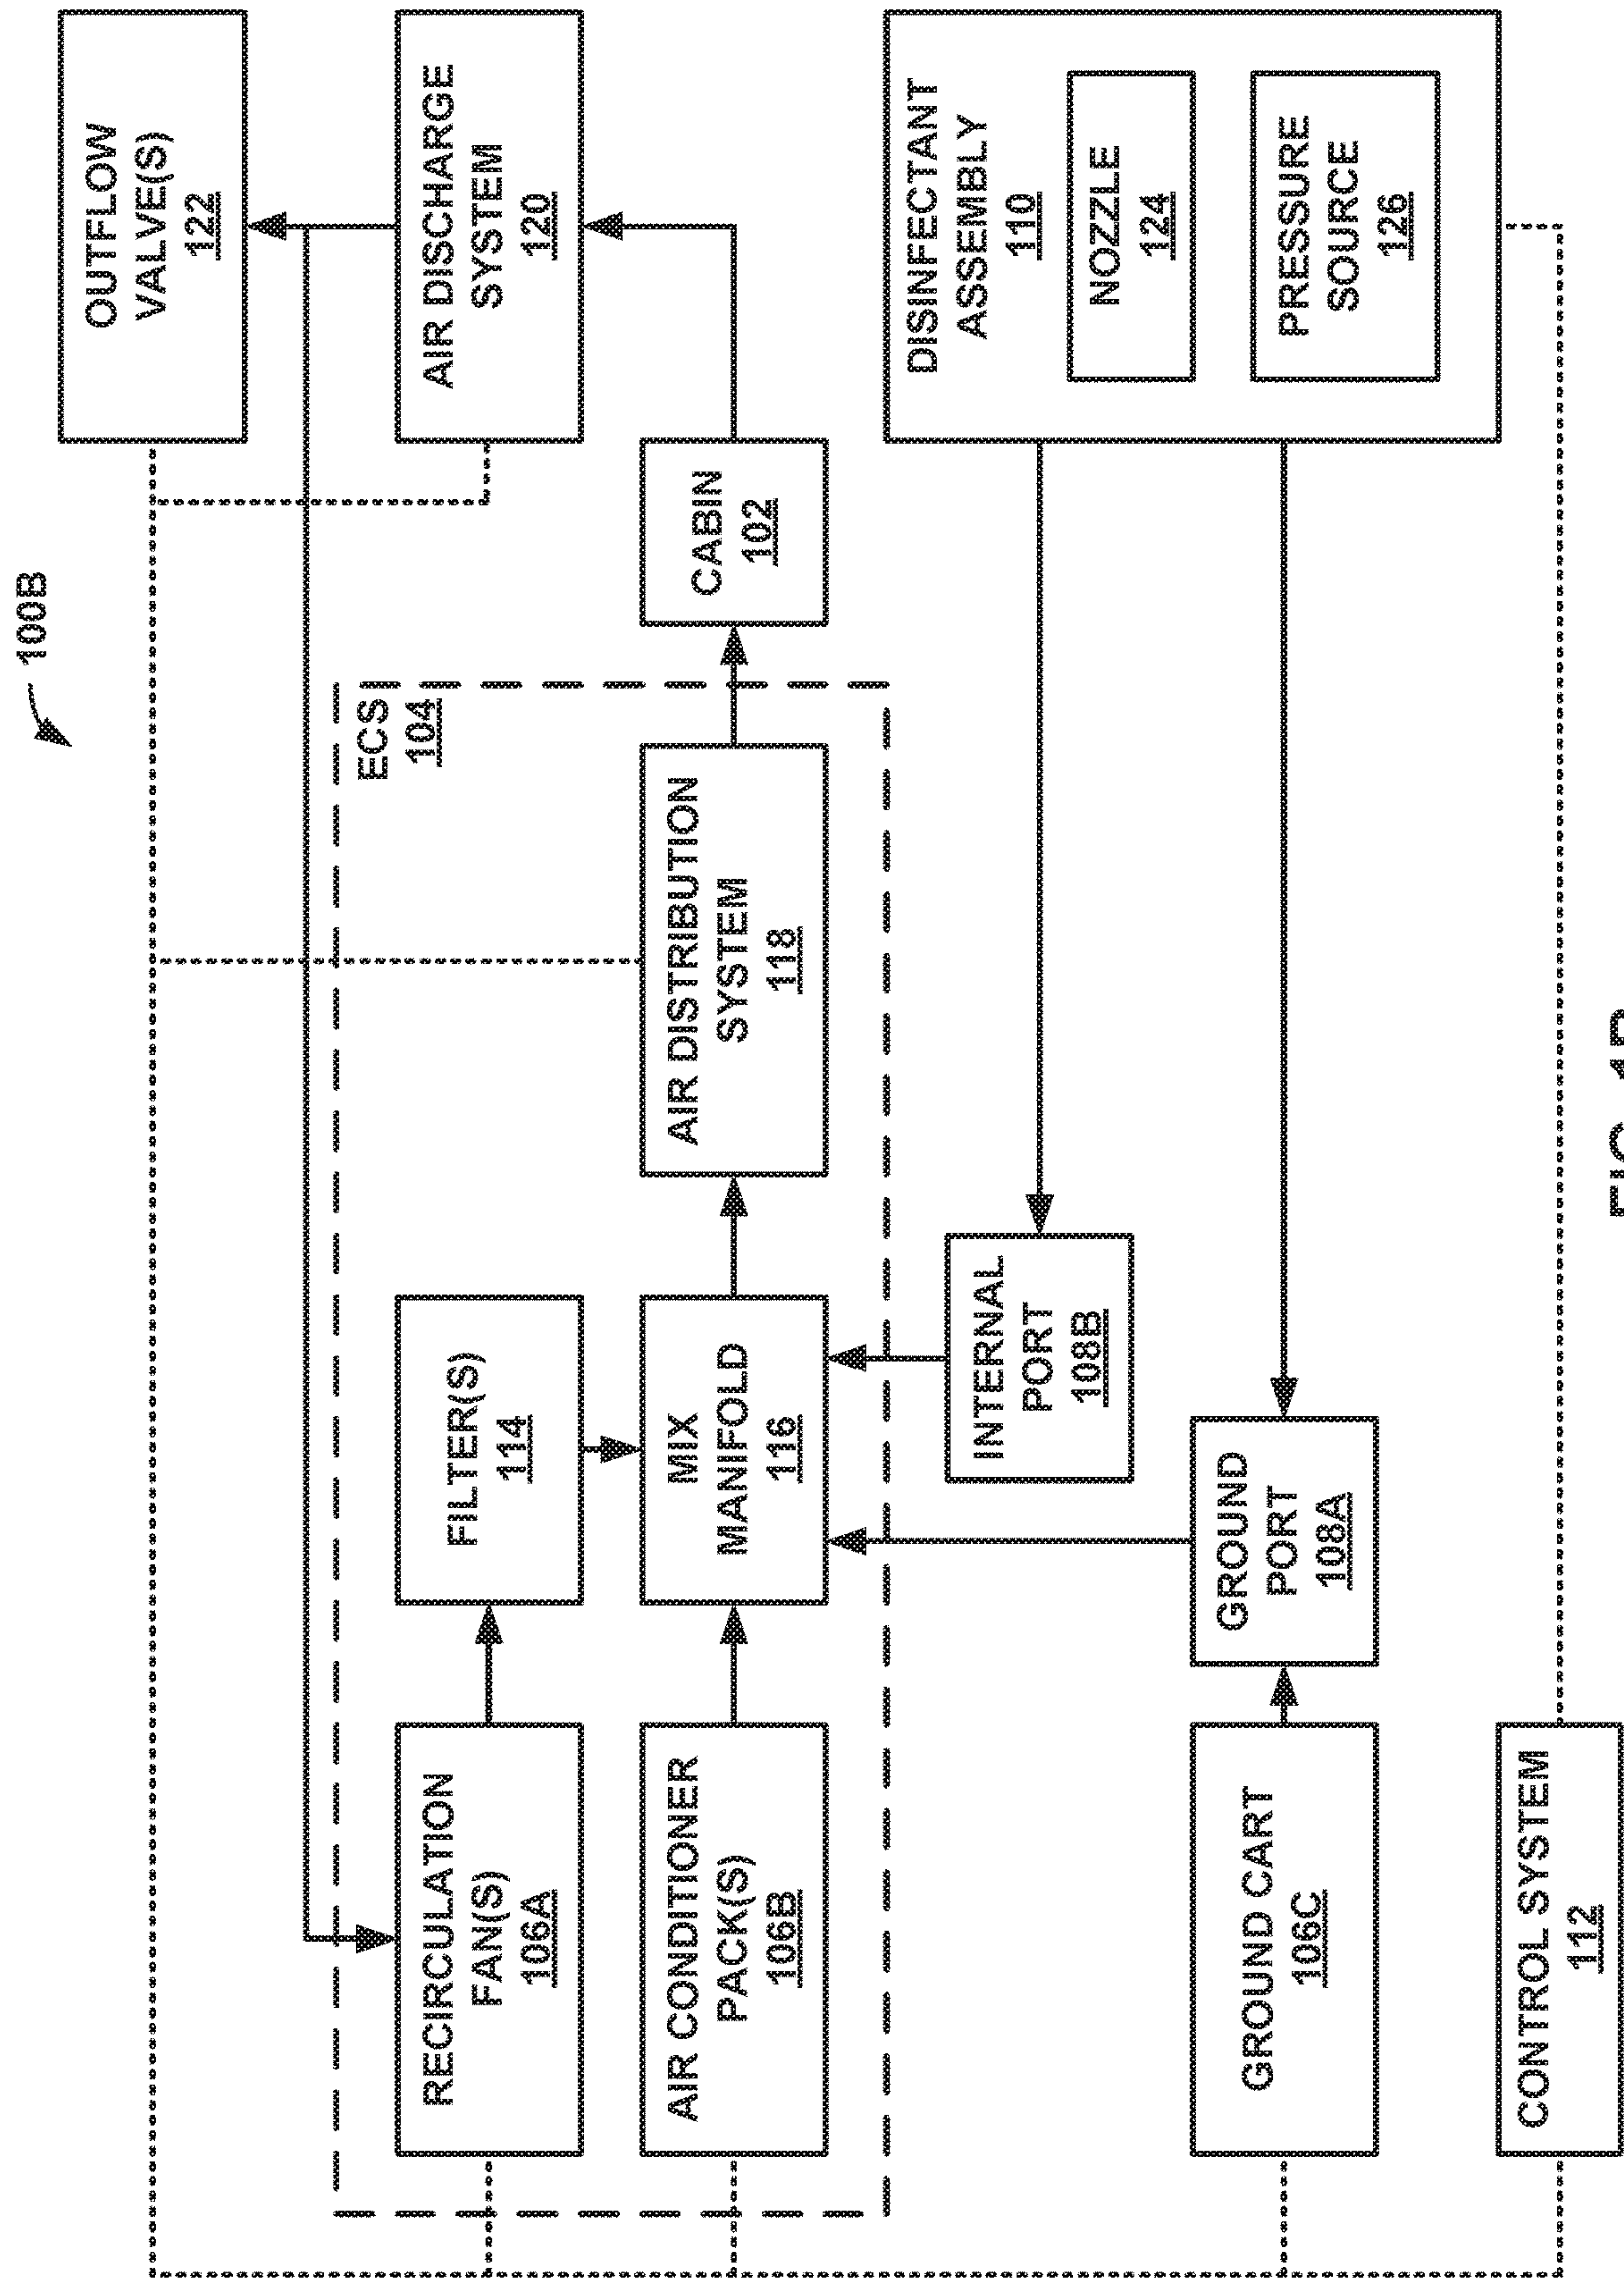 100B
OUTFLOW
VALVE(S)
122
ECS
104
RECIRCULATION
FAN(S)
106A
FILTER(S)
114
AIR DISCHARGE
SYSTEM
120
AIR CONDITIONER
PACK(S)
106B
MIX
MANIFOLD
116
AIR DISTRIBUTION
SYSTEM
118
CABIN
102
DISINFECTANT
ASSEMBLY
110
NOZZLE
124
PRESSURE
SOURCE
126
INTERNAL
PORT
108B
GROUND CART
106C
GROUND
PORT
108A
CONTROL SYSTEM
112